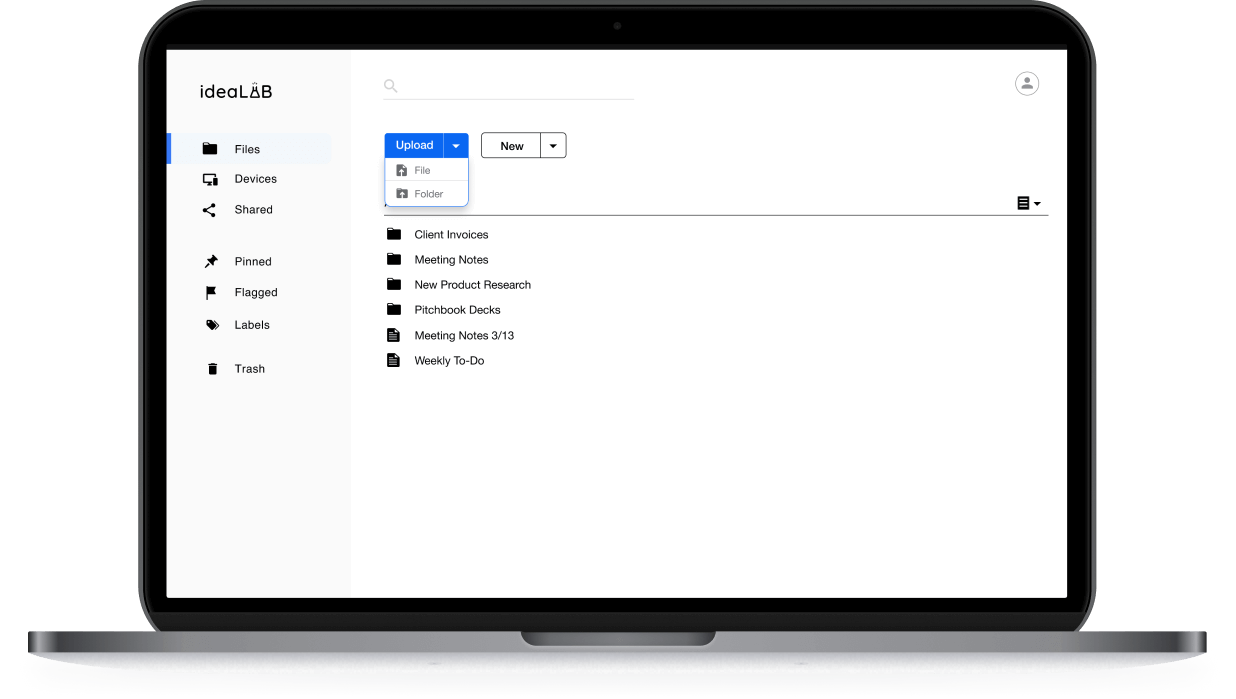 ideaLAB
Files
Devices
Shared
Pinned
Flagged
Labels
Trash
Upload
New
File
Folder
Client Invoices
Meeting Notes
New Product Research
Pitchbook Decks
Meeting Notes 3/13
Weekly To-Do